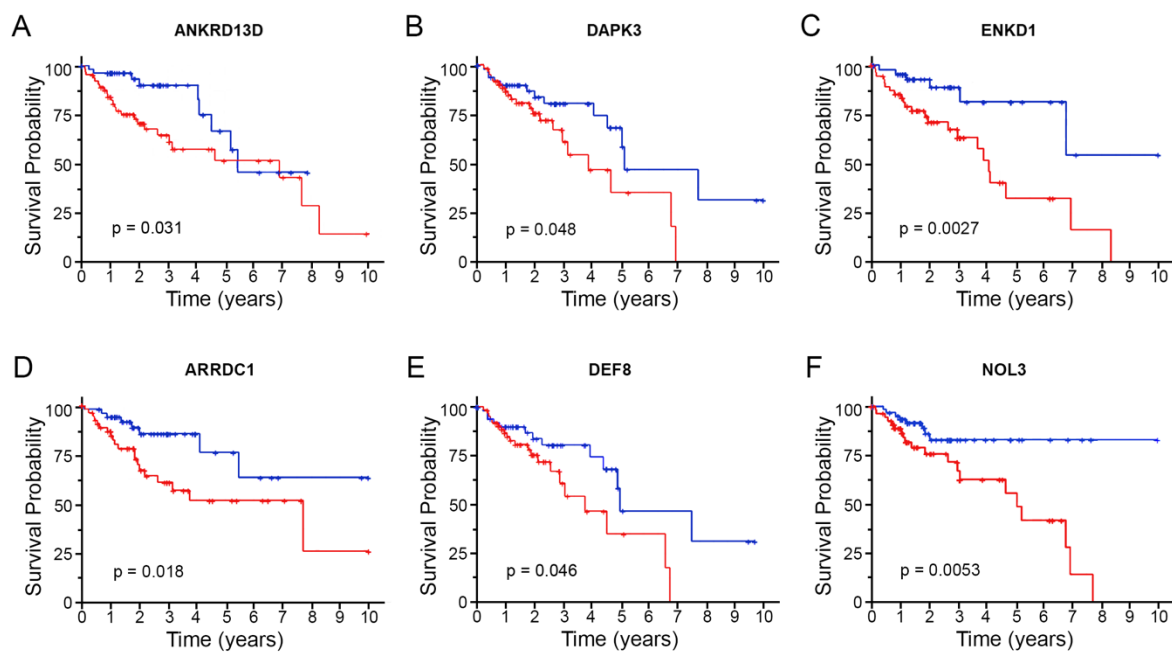 A
ANKRD13D
Survival Probability
100
75
50
25
0
p = 0.031
0 1 2 3 4 5 6 7 8 9 10
Time (years)
B
DAPK3
Survival Probability
100
75
50
25
0
p = 0.048
0 1 2 3 4 5 6 7 8 9 10
Time (years)
C
ENKD1
Survival Probability
100
75
50
25
0
p = 0.0027
0 1 2 3 4 5 6 7 8 9 10
Time (years)
D
ARRDC1
Survival Probability
100
75
50
25
0
p = 0.018
0 1 2 3 4 5 6 7 8 9 10
Time (years)
E
DEF8
Survival Probability
100
75
50
25
0
p = 0.046
0 1 2 3 4 5 6 7 8 9 10
Time (years)
F
NOL3
Survival Probability
100
75
50
25
0
p = 0.0053
0 1 2 3 4 5 6 7 8 9 10
Time (years)